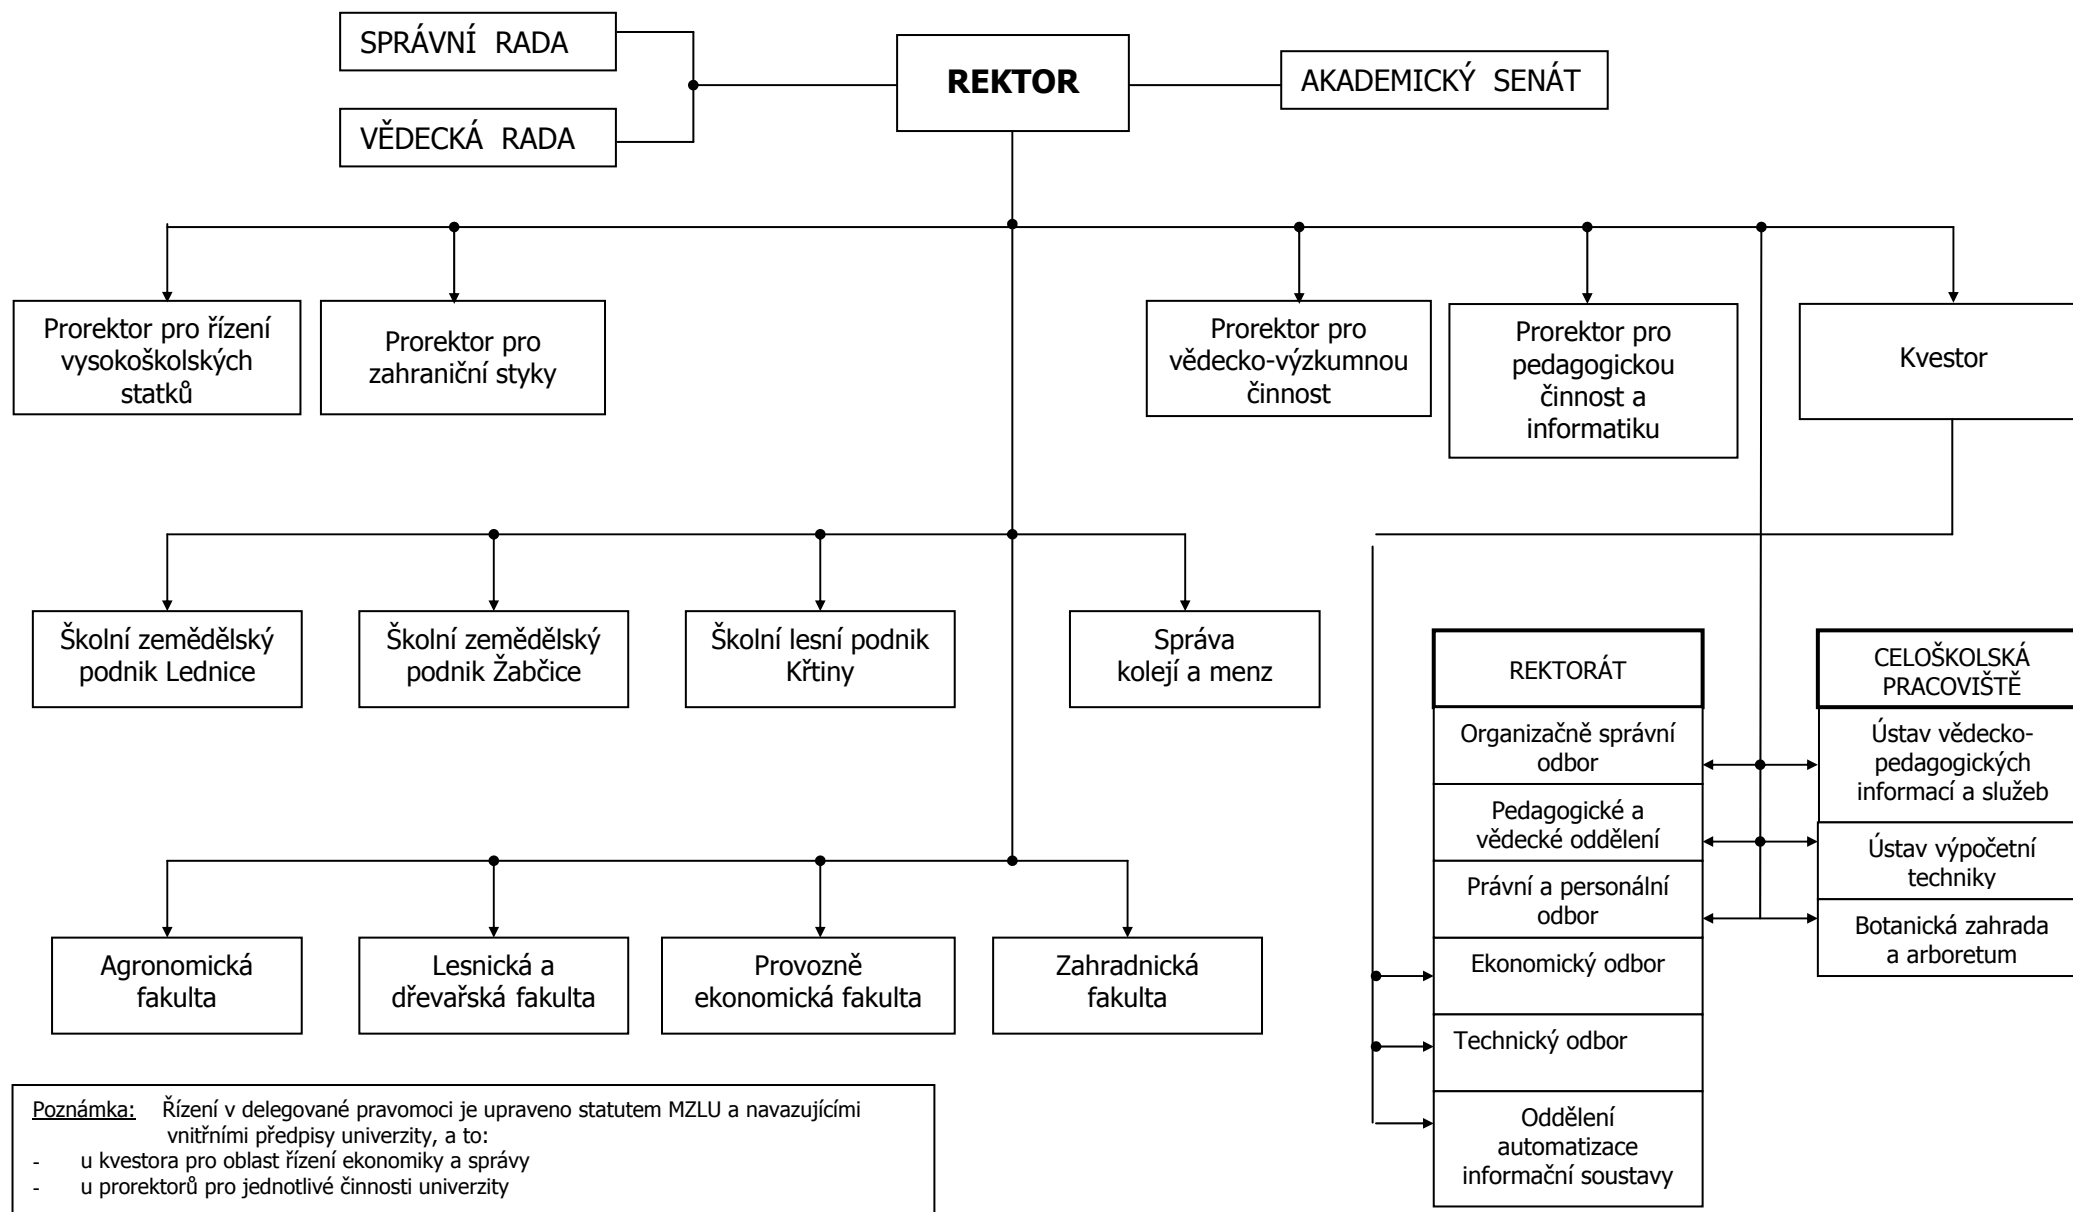 SPRÁVNÍ RADA
VĚDECKÁ RADA
REKTOR
AKADEMICKÝ SENÁT
Prorektor pro řízení
vysokoškolských
statků
Prorektor pro
zahraniční styky
Prorektor pro
vědecko-výzkumnou
činnost
Prorektor pro
pedagogickou
činnost a
informatiku
Kvestor
Školní zemědělský
podnik Lednice
Školní zemědělský
podnik Žabčice
Školní lesní podnik
Křtiny
Správa
kolejí a menz
REKTORÁT
Organizačně správní
odbor
Pedagogické a
vědecké oddělení
Právní a personální
odbor
Ekonomický odbor
Technický odbor
Oddělení
automatizace
informační soustavy
CELOŠKOLSKÁ
PRACOVIŠTĚ
Ústav vědecko-
pedagogických
informací a služeb
Ústav výpočetní
techniky
Botanická zahrada
a arboretum
Agronomická
fakulta
Lesnická a
dřevařská fakulta
Provozně
ekonomická fakulta
Zahradnická
fakulta
Poznámka: Řízení v delegované pravomoci je upraveno statutem MZLU a navazujícími
vnitřními předpisy univerzity, a to:
- u kvestora pro oblast řízení ekonomiky a správy
- u prorektorů pro jednotlivé činnosti univerzity